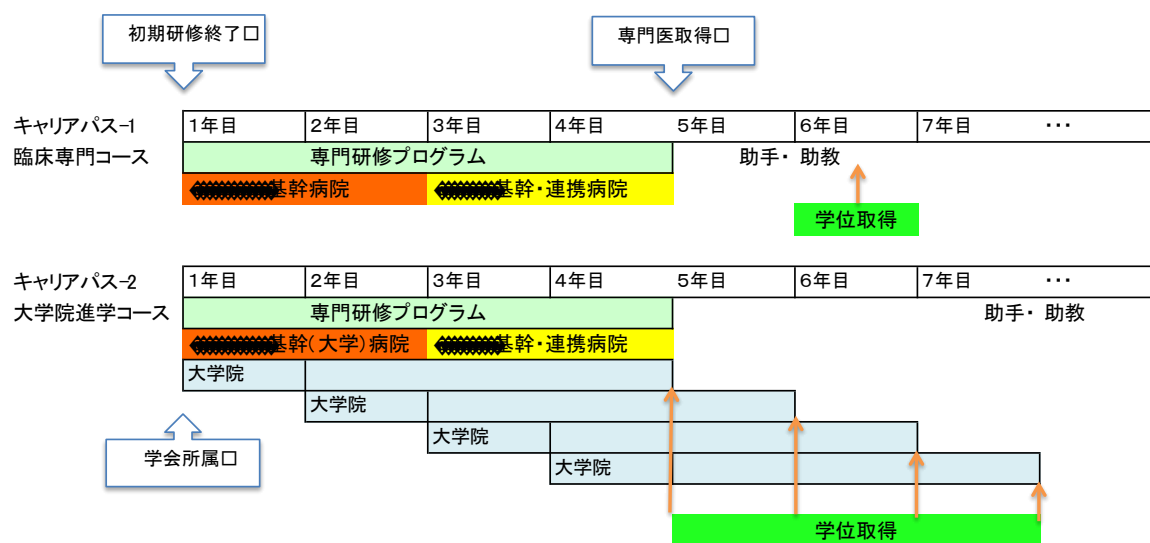 初期研修終了□
専門医取得□
キャリアパス-1
1年目 2年目 3年目 4年目 5年目 6年目 7年目 ・・・
臨床専門コース
専門研修プログラム
助手・ 助教
基幹病院
基幹・連携病院
学位取得
キャリアパス-2
1年目 2年目 3年目 4年目 5年目 6年目 7年目 ・・・
大学院進学コース
専門研修プログラム
助手・ 助教
基幹(大学)病院
基幹・連携病院
大学院
大学院
大学院
学会所属□
大学院
学位取得